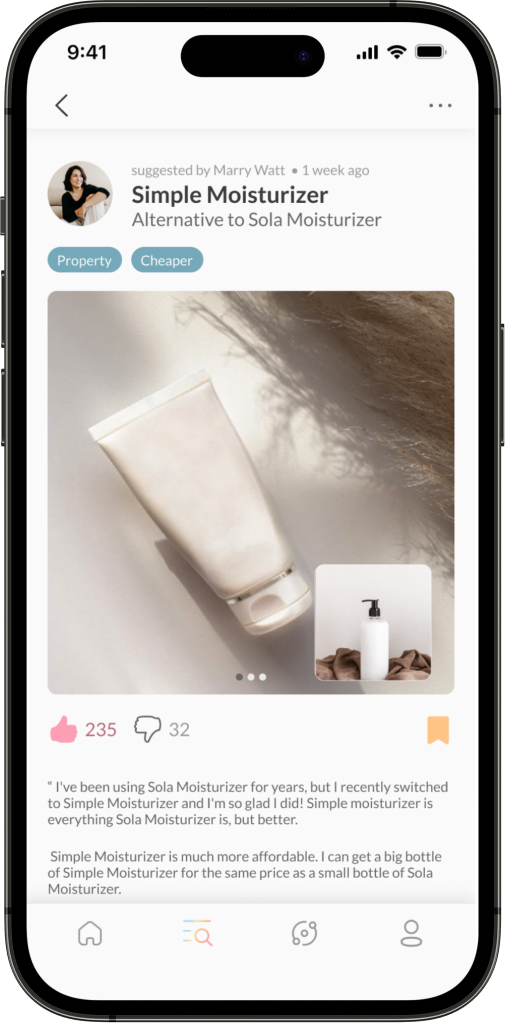 9:41
suggested by Marry Watt • 1 week ago
Simple Moisturizer
Alternative to Sola Moisturizer
Property
Cheaper
235
32
“ I've been using Sola Moisturizer for years, but I recently switched
to Simple Moisturizer and I'm so glad I did! Simple moisturizer is
everything Sola Moisturizer is, but better.
Simple Moisturizer is much more affordable. I can get a big bottle
of Simple Moisturizer for the same price as a small bottle of Sola
Moisturizer.